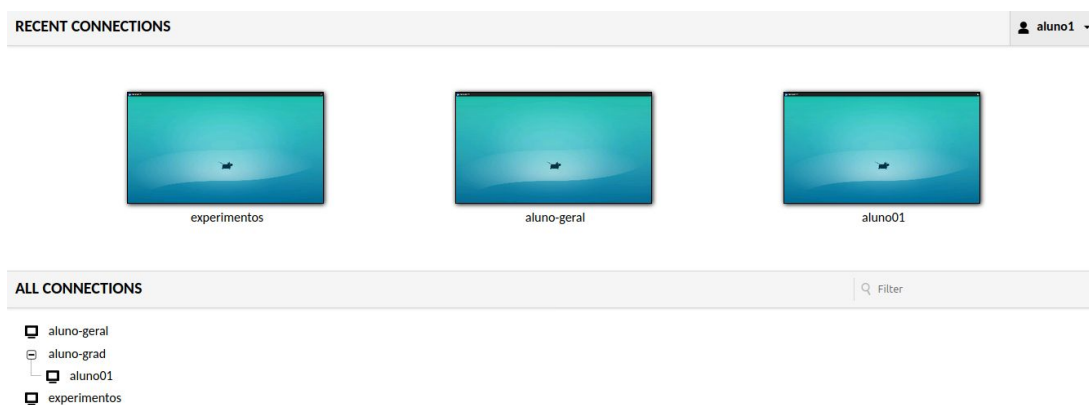 RECENT CONNECTIONS
aluno1
experimentos
aluno-geral
aluno01
ALL CONNECTIONS
Filter
aluno-geral
aluno-grad
aluno01
experimentos